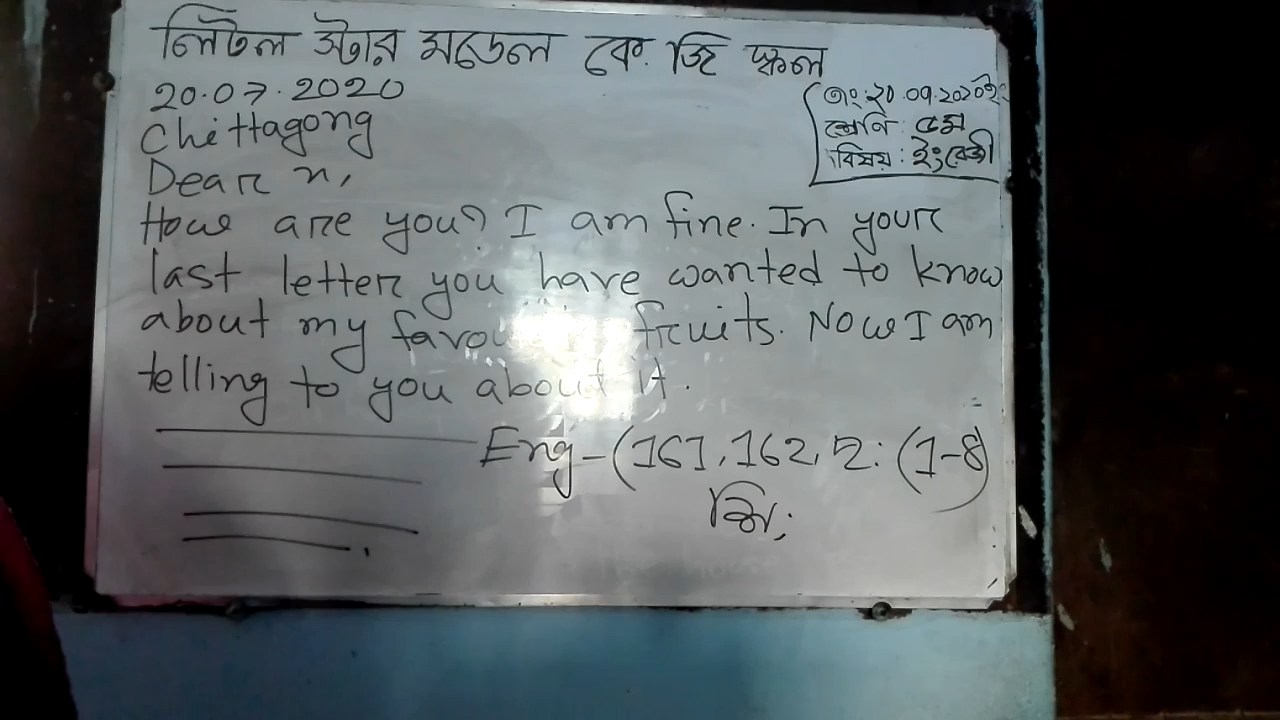 লিটল স্টার মডেল কে. জি স্কুল
20.07.2020
তাং: ২০.০৭.২০২০ইং
শ্রেণি : ৫ম
বিষয় : ইংরেজী
Chittagong
Dear n,
How are you? I am fine. In your
last letter you have wanted to know
about my fruits. Now I am
telling to you about it.
Eng-(161, 162, 2: (1-8)